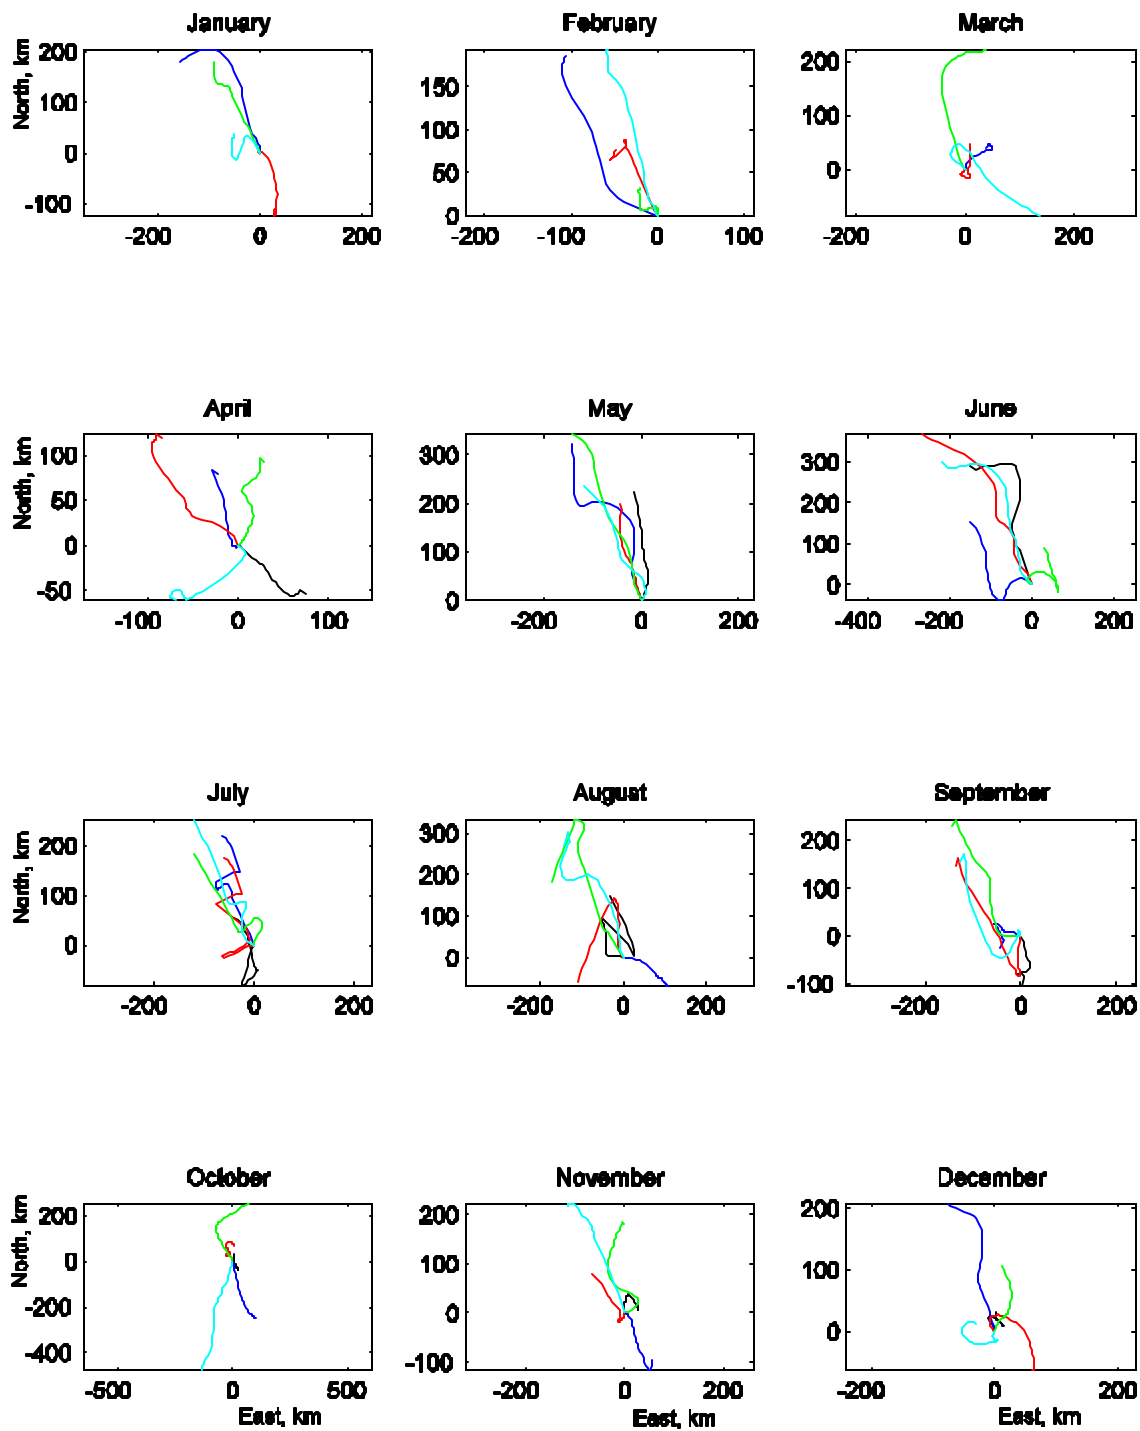 January February March
North, km
200
100
0
-100
-200 0 200
150
100
50
0
-200 -100 0 100
200
100
0
-200 0 200
April May June
North, km
100
50
0
-50
-100 0 100
300
200
100
0
-200 0 200
300
200
100
0
-400 -200 0 200
July August September
North, km
200
100
0
-200 0 200
300
200
100
0
-200 0 200
200
100
0
-100
-200 0 200
October November December
North, km
200
0
-200
-400
-500 0 500
East, km
200
100
0
-100
-200 0 200
East, km
200
100
0
-200 0 200
East, km